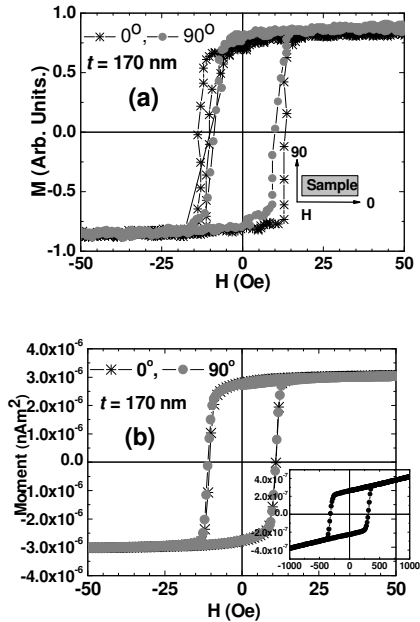 1.0
0.5
0.0
-0.5
-1.0
M (Arb. Units.)
0⁰, 90⁰
t = 170 nm
(a)
90
Sample
H 0
-50 -25 0 25 50
H (Oe)
4.0x10⁻⁶
3.0x10⁻⁶
2.0x10⁻⁶
1.0x10⁻⁶
0.0
-1.0x10⁻⁶
-2.0x10⁻⁶
-3.0x10⁻⁶
-4.0x10⁻⁶
Moment (nAm²)
0⁰, 90⁰
t = 170 nm
(b)
4.0x10⁻⁷
2.0x10⁻⁷
0.0
-2.0x10⁻⁷
-4.0x10⁻⁷
-1000 -500 0 500 1000
-50 -25 0 25 50
H (Oe)